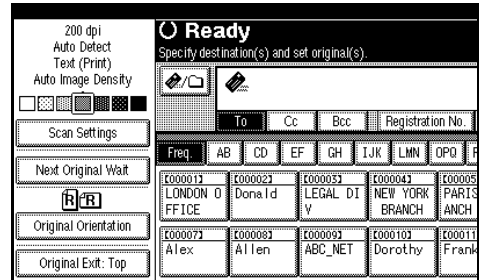 200 dpi
Auto Detect
Text (Print)
Auto Image Density
Scan Settings
Next Original Wait
R R
Original Orientation
Original Exit: Top
Ready
Specify destination(s) and set original(s).
To Cc Bcc Registration No.
Freq. AB CD EF GH IJK LMN OPQ
[00001] [00002] [00003] [00004] [00005
LONDON O Donald LEGAL DI NEW YORK PARIS
FFICE V BRANCH ANCH
[00007] [00008] [00009] [00010] [00011
Alex Allen ABC_NET Dorothy Frank